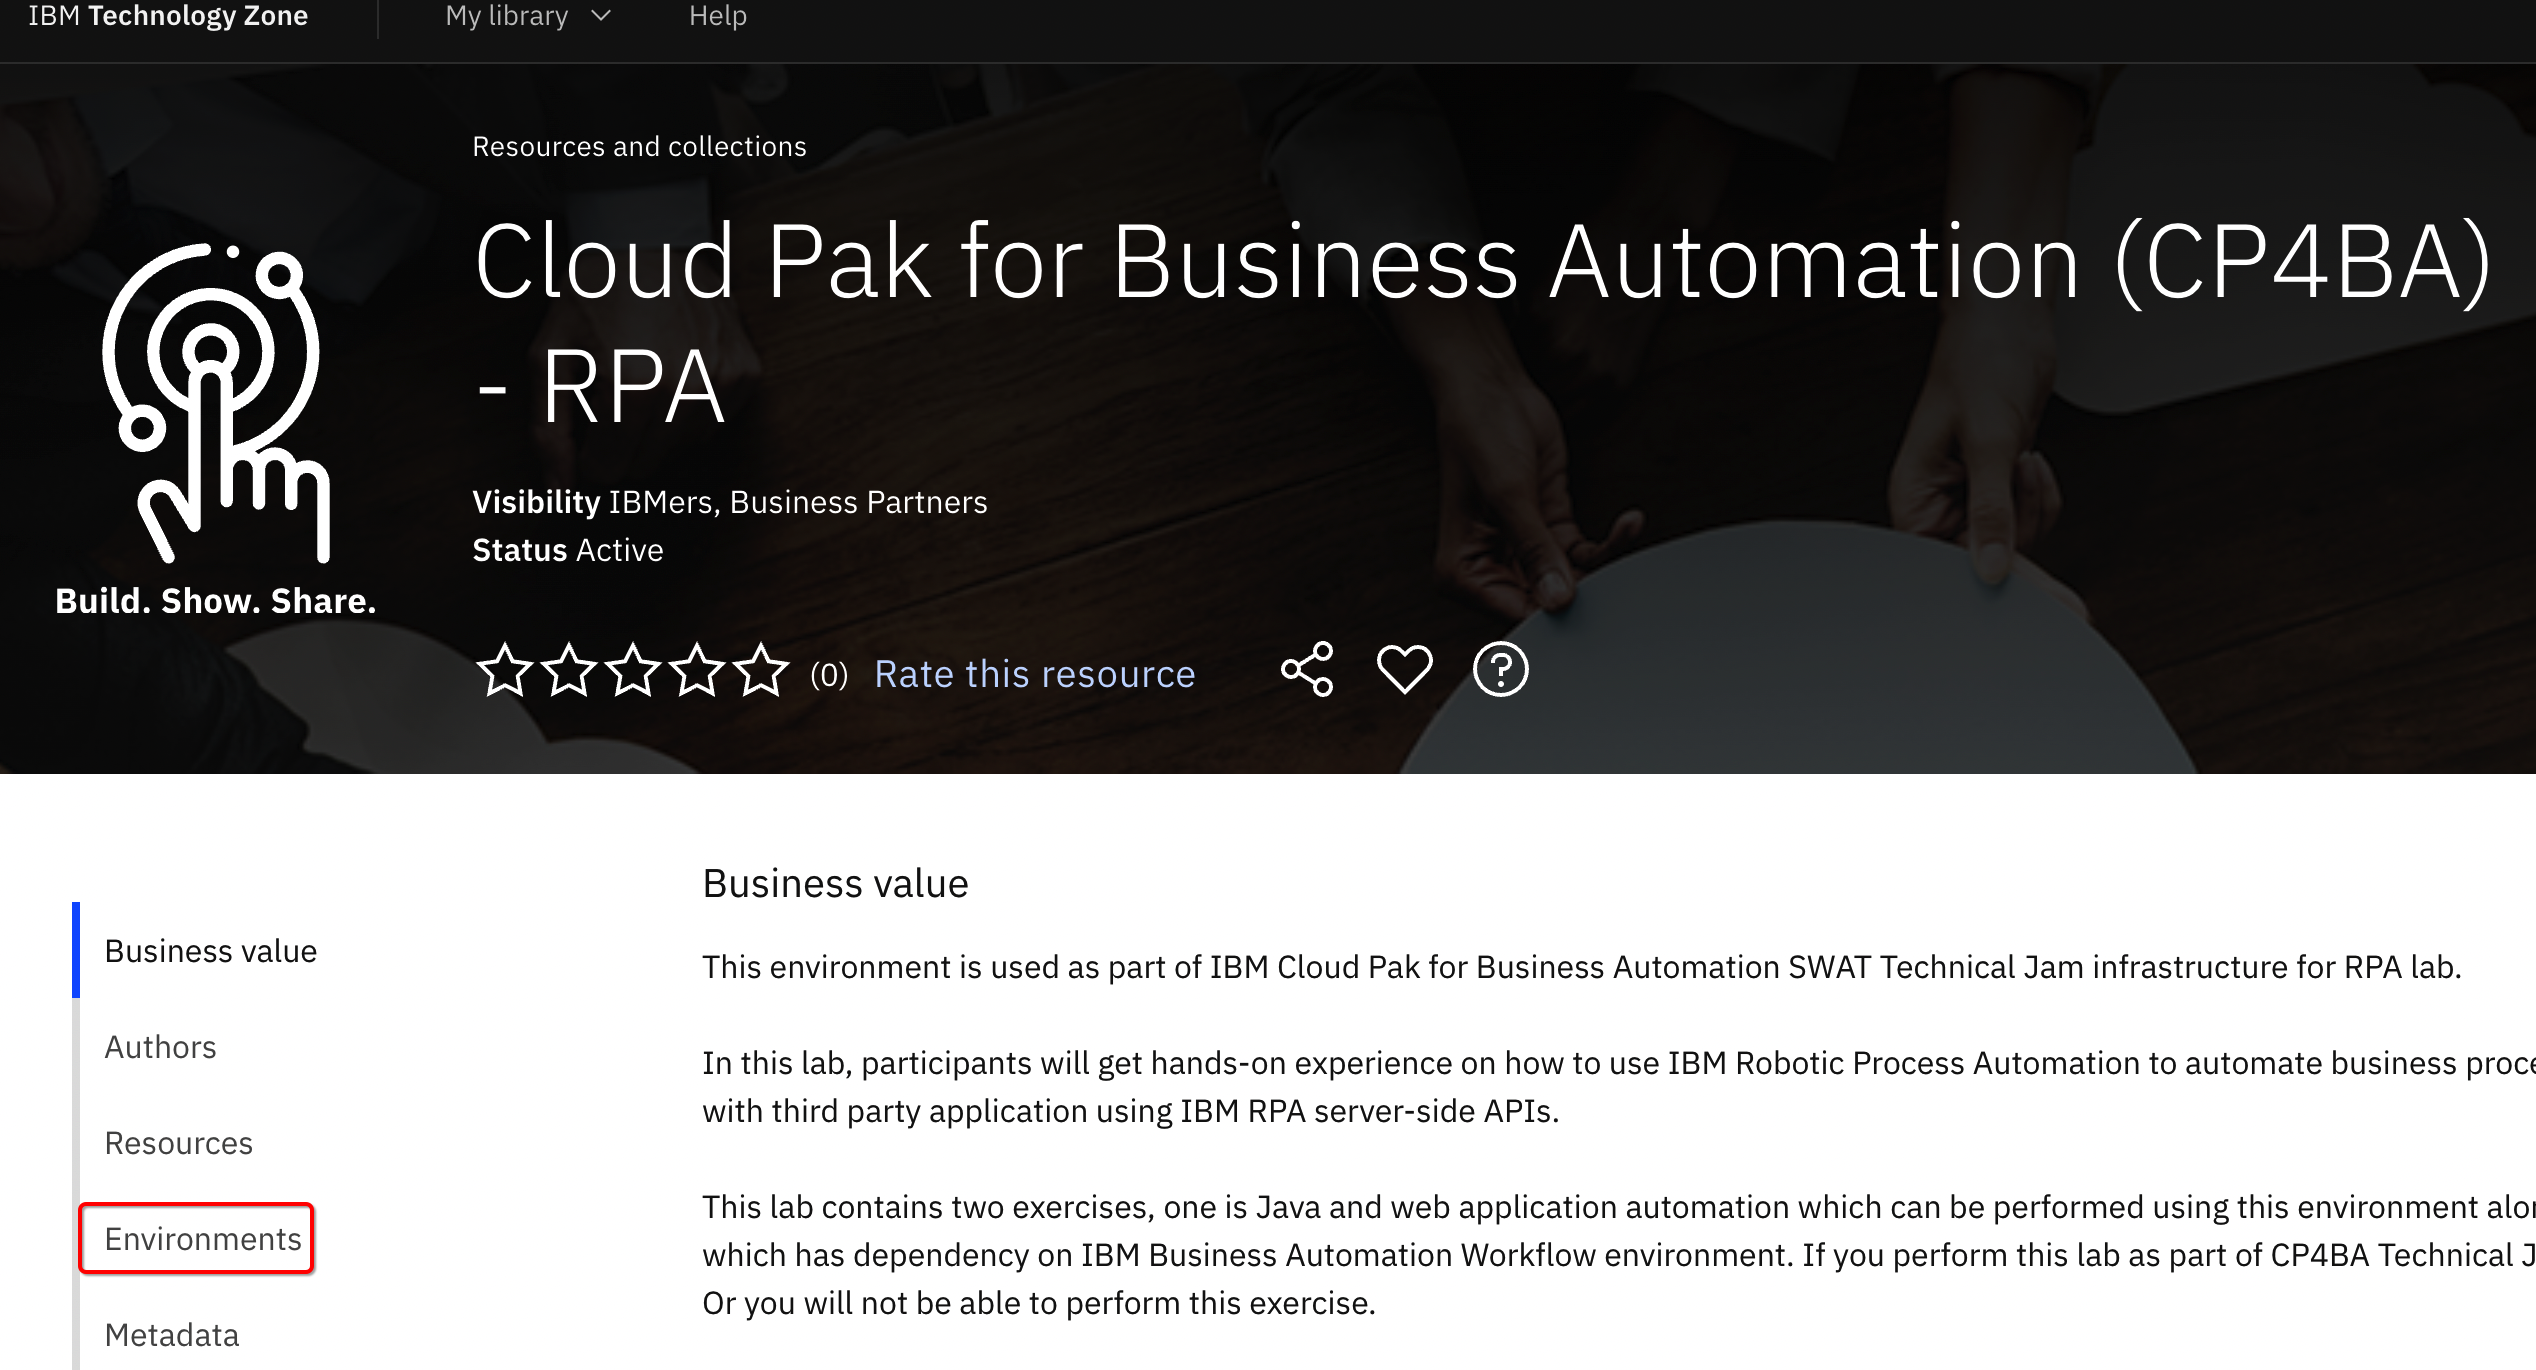 IBM Technology Zone
My library
Help
Resources and collections
Cloud Pak for Business Automation (CP4BA)
- RPA
Visibility IBMers, Business Partners
Status Active
Build. Show. Share.
(0) Rate this resource
Business value
Authors
Resources
Environments
Metadata
Business value
This environment is used as part of IBM Cloud Pak for Business Automation SWAT Technical Jam infrastructure for RPA lab.
In this lab, participants will get hands-on experience on how to use IBM Robotic Process Automation to automate business proce
with third party application using IBM RPA server-side APIs.
This lab contains two exercises, one is Java and web application automation which can be performed using this environment alon
which has dependency on IBM Business Automation Workflow environment. If you perform this lab as part of CP4BA Technical J
Or you will not be able to perform this exercise.